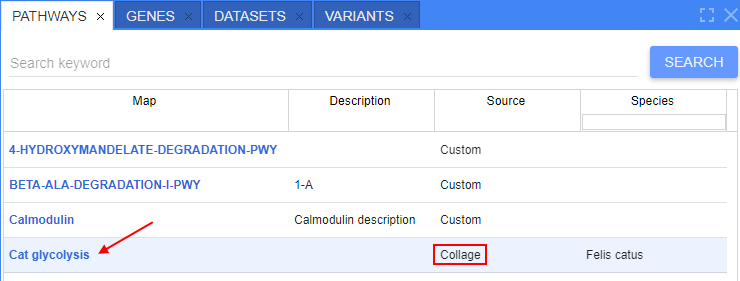 PATHWAYS × GENES × DATASETS × VARIANTS ×
Search keyword SEARCH
Map Description Source Species
4-HYDROXYMANDELATE-DEGRADATION-PWY Custom
BETA-ALA-DEGRADATION-I-PWY 1-A Custom
Calmodulin Calmodulin description Custom
Cat glycolysis Collage Felis catus